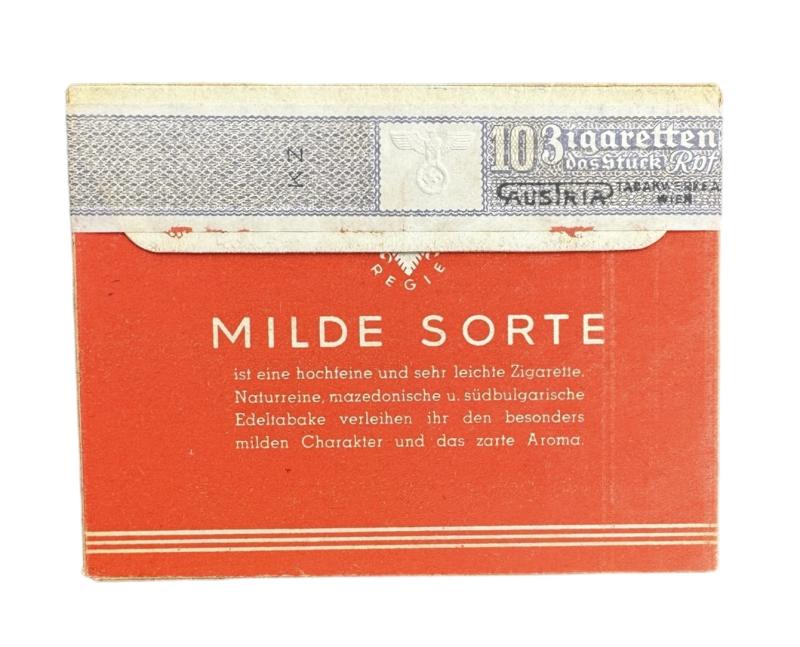 KZ
10 Zigaretten
das Stück Rpf.
AUSTRIA TABAKWERKE A
WIEN
REGIE
MILDE SORTE
ist eine hochfeine und sehr leichte Zigarette.
Naturreine, mazedonische u. südbulgarische
Edeltabake verleihen ihr den besonders
milden Charakter und das zarte Aroma.